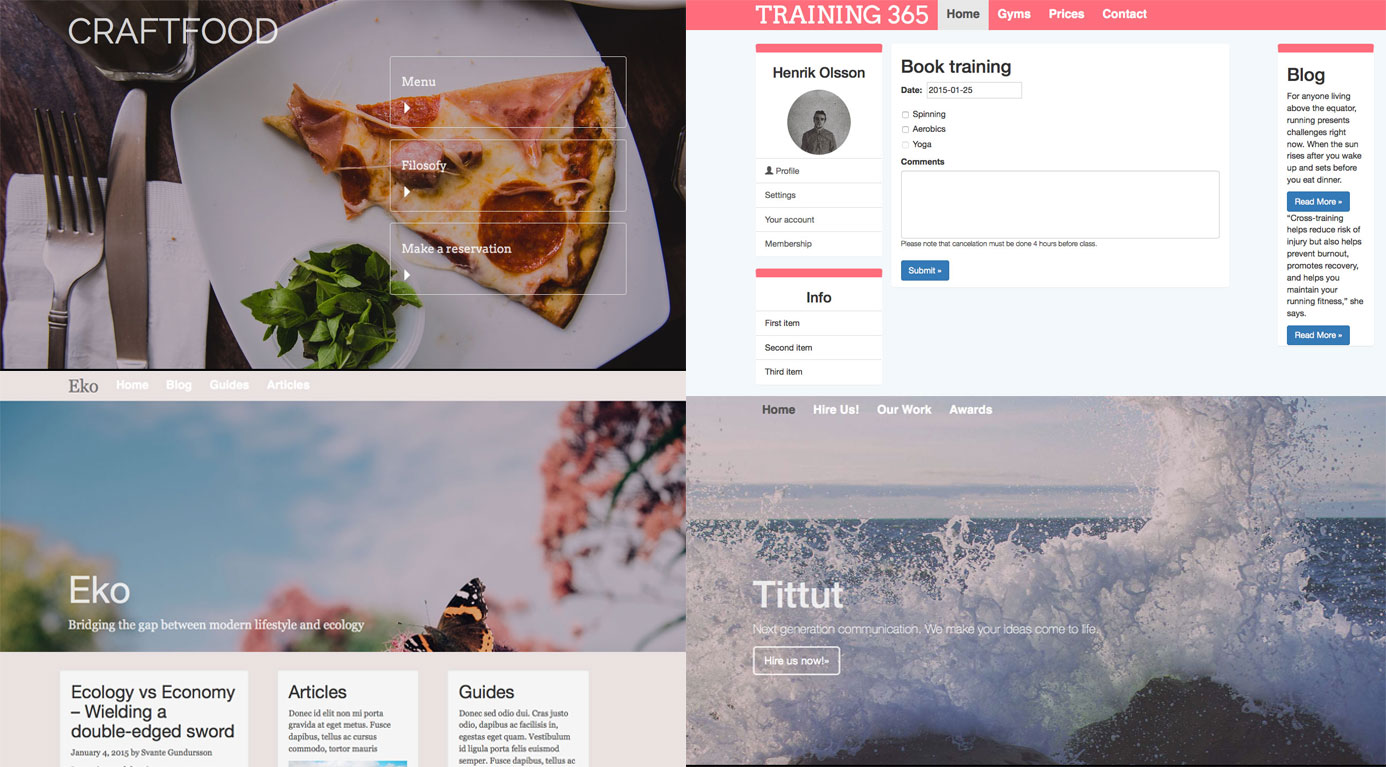 CRAFTFOOD
Menu
Filosofy
Make a reservation
TRAINING 365 Home Gyms Prices Contact
Henrik Olsson
Profile
Settings
Your account
Membership
Info
First item
Second item
Third item
Book training
Date: 2015-01-25
Spinning
Aerobics
Yoga
Comments
Please note that cancelation must be done 4 hours before class.
Submit »
Blog
For anyone living
above the equator,
running presents
challenges right
now. When the sun
rises after you wake
up and sets before
you eat dinner.
Read More »
“Cross-training
helps reduce risk of
injury but also helps
prevent burnout,
promotes recovery,
and helps you
maintain your
running fitness,” she
says.
Read More »
Eko Home Blog Guides Articles
Eko
Bridging the gap between modern lifestyle and ecology
Ecology vs Economy
– Wielding a
double-edged sword
January 4, 2015 by Svante Gundursson
Articles
Donec id elit non mi porta
gravida at eget metus. Fusce
dapibus, tellus ac cursus
commodo, tortor mauris
Guides
Donec sed odio dui. Cras justo
odio, dapibus ac facilisis in,
egestas eget quam. Vestibulum
id ligula porta felis euismod
semper. Fusce dapibus, tellus ac
Home Hire Us! Our Work Awards
Tittut
Next generation communication. We make your ideas come to life.
Hire us now!»